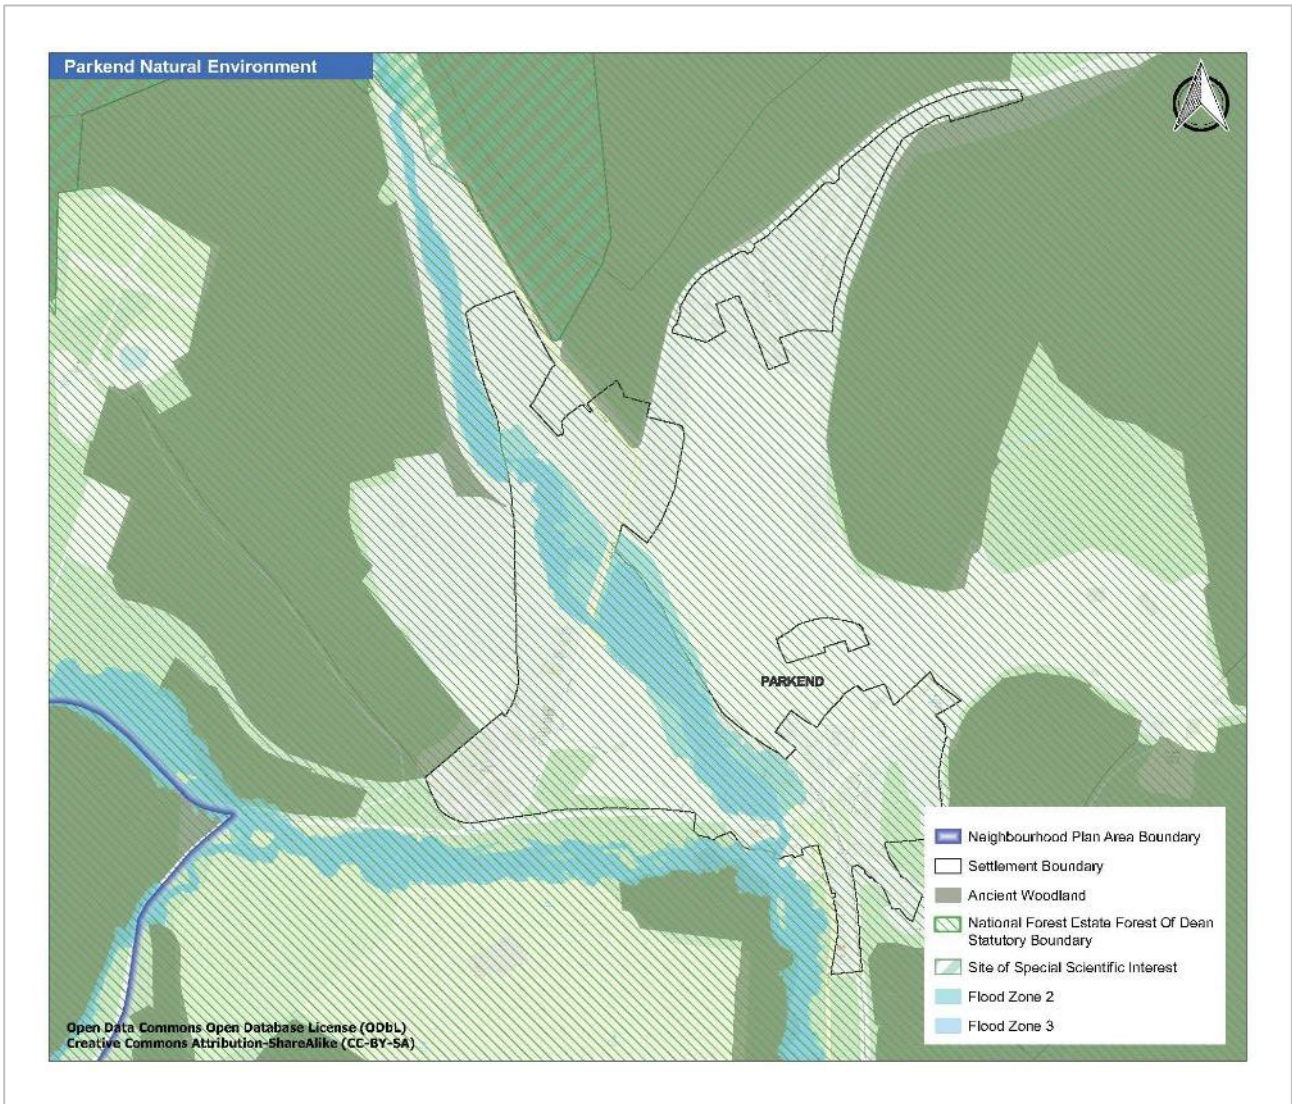 Parkend Natural Environment
PARKEND
Neighbourhood Plan Area Boundary
Settlement Boundary
Ancient Woodland
National Forest Estate Forest Of Dean
Statutory Boundary
Site of Special Scientific Interest
Flood Zone 2
Flood Zone 3
Open Data Commons Open Database License (ODbL)
Creative Commons Attribution-ShareAlike (CC-BY-SA)